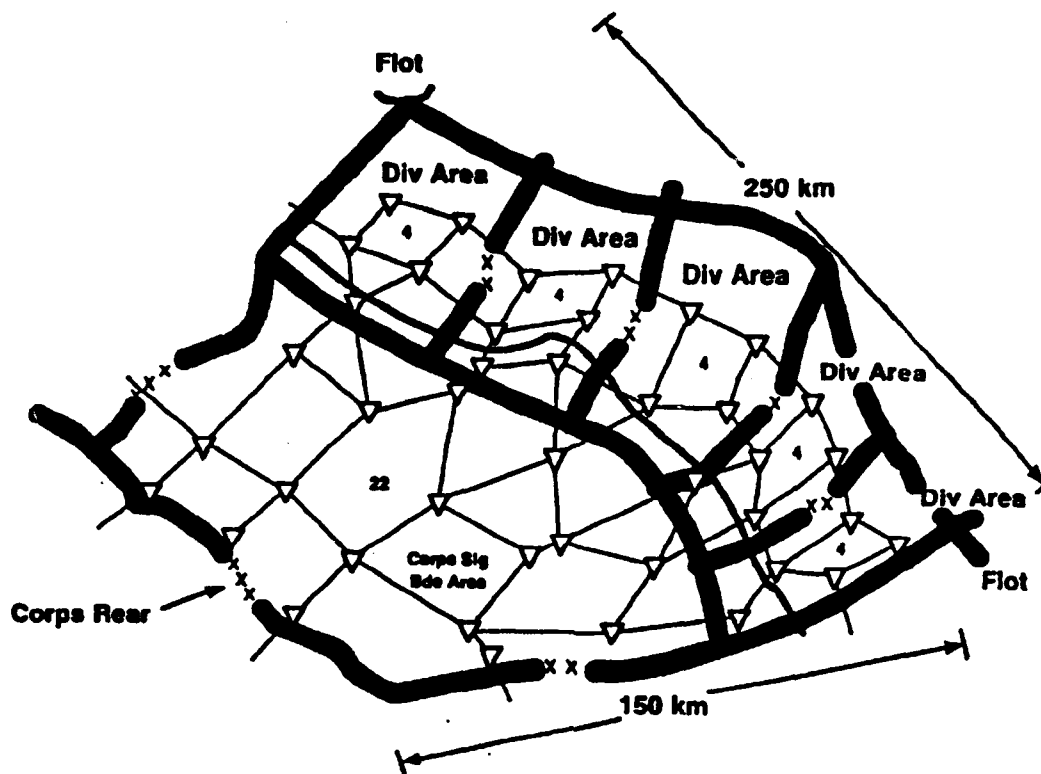 Flot
Div Area
250 km
4
Div Area
Div Area
4
4
Div Area
4
22
Div Area
Corps Sig
Bde Area
4
Flot
Corps Rear
150 km